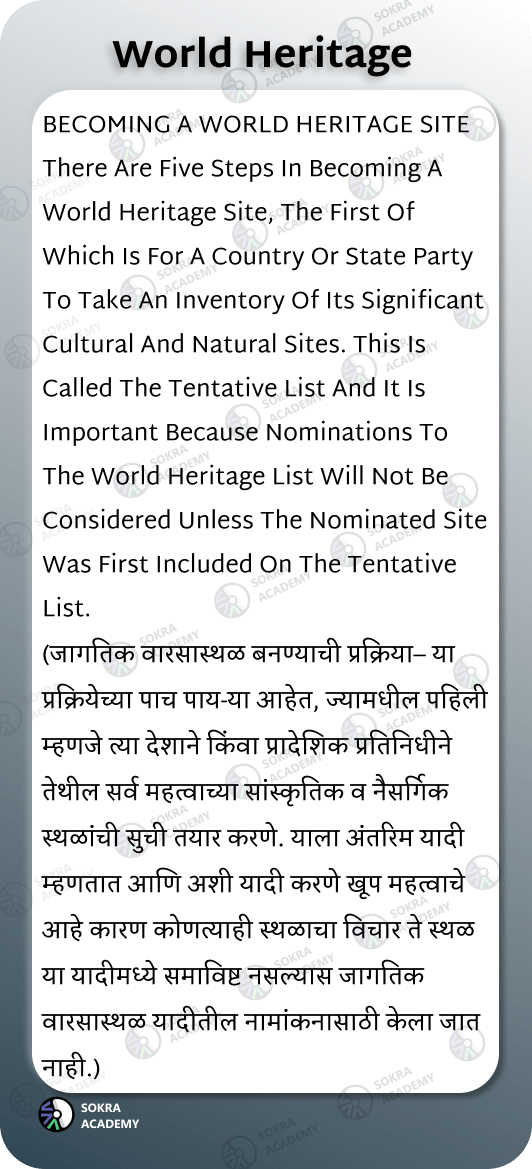 World Heritage
BECOMING A WORLD HERITAGE SITE
There Are Five Steps In Becoming A
World Heritage Site, The First Of
Which Is For A Country Or State Party
To Take An Inventory Of Its Significant
Cultural And Natural Sites. This Is
Called The Tentative List And It Is
Important Because Nominations To
The World Heritage List Will Not Be
Considered Unless The Nominated Site
Was First Included On The Tentative
List.
(जागतिक वारसास्थळ बनण्याची प्रक्रिया– या
प्रक्रियेच्या पाच पाय-या आहेत, ज्यामधील पहिली
म्हणजे त्या देशाने किंवा प्रादेशिक प्रतिनिधीने
तेथील सर्व महत्वाच्या सांस्कृतिक व नैसर्गिक
स्थळांची सुची तयार करणे. याला अंतरिम यादी
म्हणतात आणि अशी यादी करणे खूप महत्वाचे
आहे कारण कोणत्याही स्थळाचा विचार ते स्थळ
या यादीमध्ये समाविष्ट नसल्यास जागतिक
वारसास्थळ यादीतील नामांकनासाठी केला जात
नाही.)
SOKRA
ACADEMY